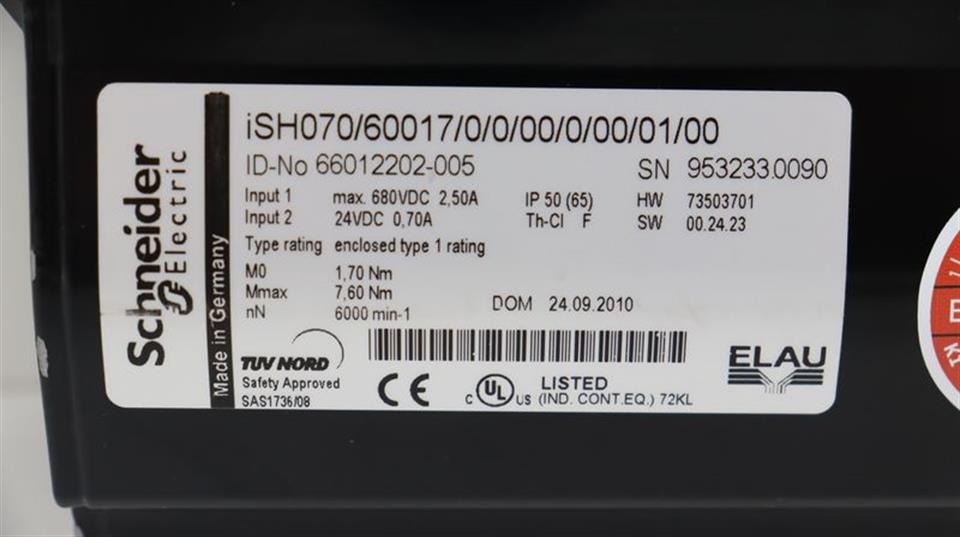 Schneider
Electric
Made in Germany
iSH070/60017/0/0/00/0/00/01/00
ID-No 66012202-005
SN 953233.0090
Input 1 max. 680VDC 2,50A IP 50 (65) HW 73503701
Input 2 24VDC 0,70A Th-Cl F SW 00.24.23
Type rating enclosed type 1 rating
M0 1,70 Nm
Mmax 7,60 Nm DOM 24.09.2010
nN 6000 min-1
TUV NORD
Safety Approved
SAS1736/08
CE
C UL US LISTED
(IND. CONT.EQ.) 72KL
ELAU